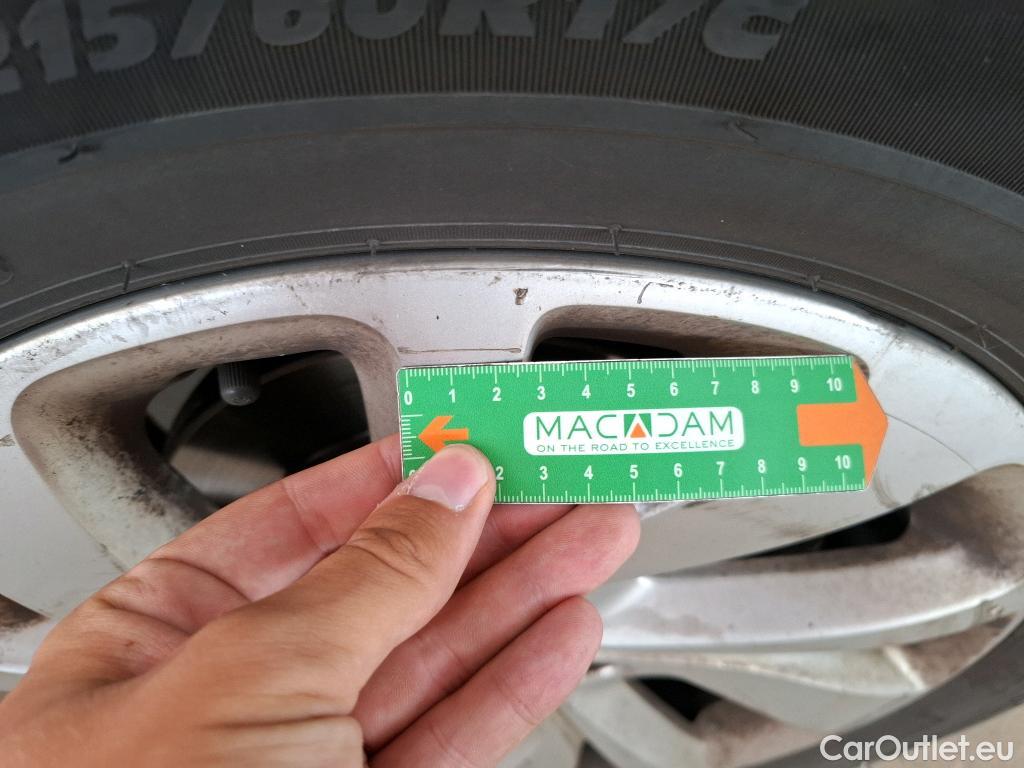 215/60R17C
0 1 2 3 4 5 6 7 8 9 10
MACADAM
ON THE ROAD TO EXCELLENCE
2 3 4 5 6 7 8 9 10
CarOutlet.eu